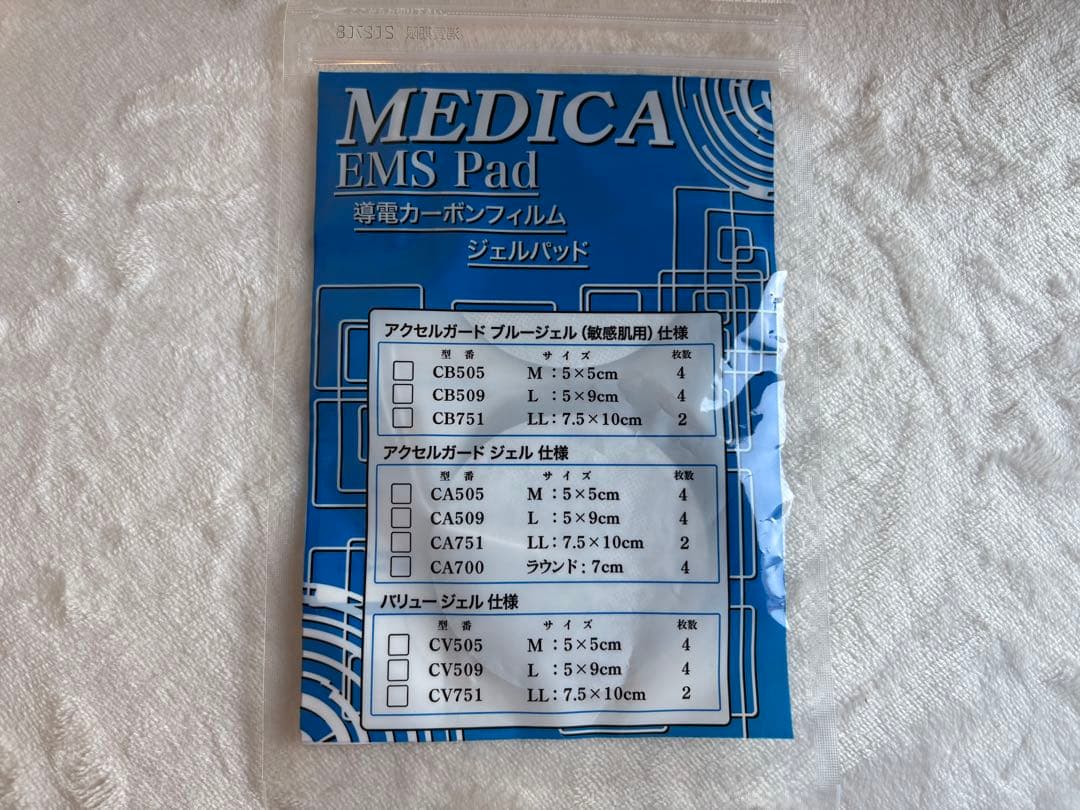 MEDICA
EMS Pad
導電カーボンフィルム
ジェルパッド
アクセルガード ブルージェル（敏感肌用）仕様
型番 サイズ 枚数
CB505 M：5×5cm 4
CB509 L：5×9cm 4
CB751 LL：7.5×10cm 2
アクセルガード ジェル 仕様
型番 サイズ 枚数
CA505 M：5×5cm 4
CA509 L：5×9cm 4
CA751 LL：7.5×10cm 2
CA700 ラウンド：7cm 4
バリュー ジェル 仕様
型番 サイズ 枚数
CV505 M：5×5cm 4
CV509 L：5×9cm 4
CV751 LL：7.5×10cm 2